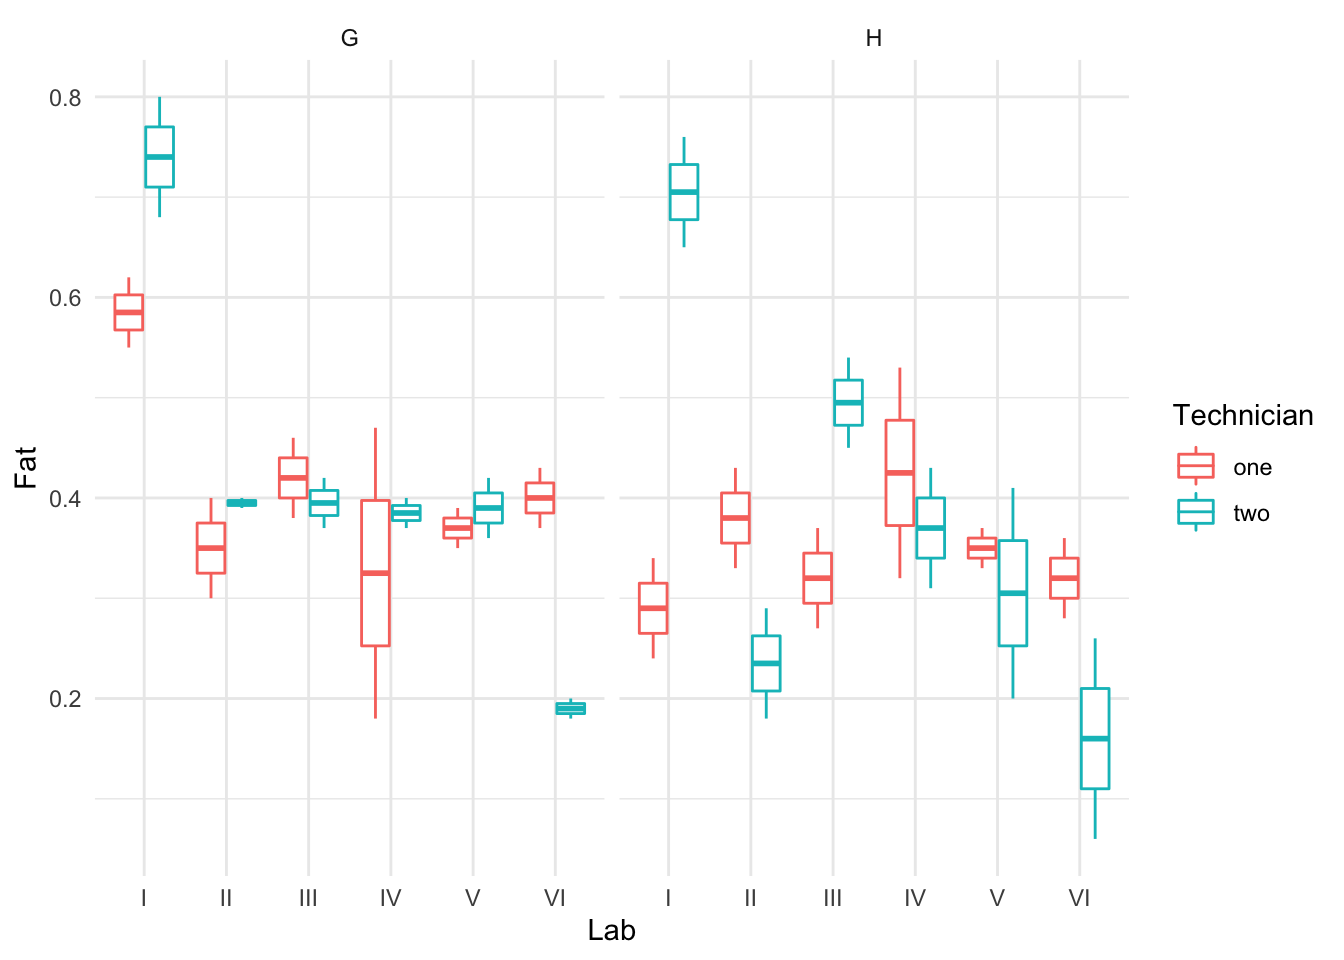 G
H
0.8
0.6
0.4
0.2
Fat
I II III IV V VI
I II III IV V VI
Lab
Technician
one
two